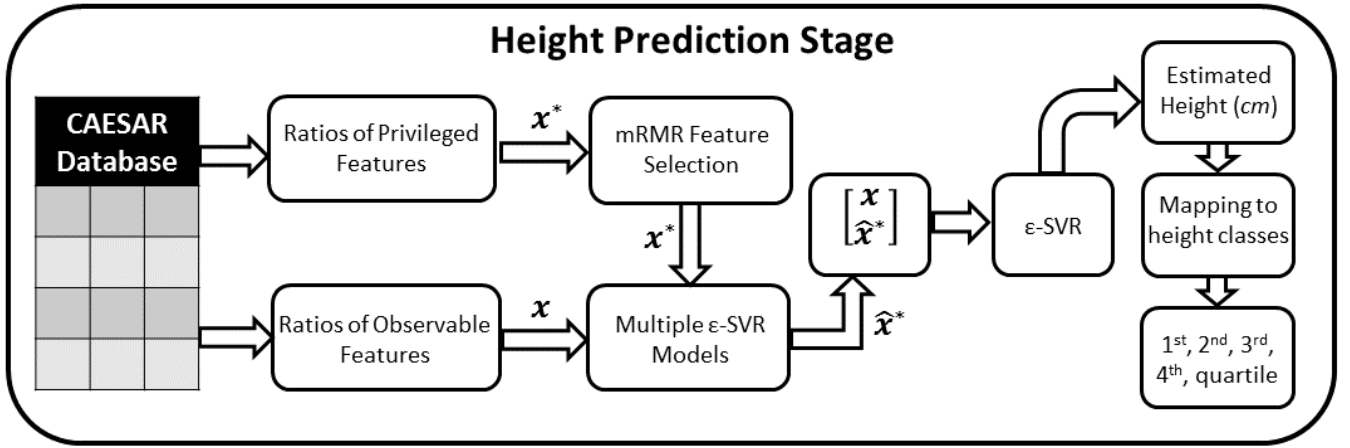 Height Prediction Stage
CAESAR
Database
Ratios of Privileged
Features
x*
mRMR Feature
Selection
x*
Ratios of Observable
Features
x
Multiple ε-SVR
Models
x̂*
[x
x̂*]
ε-SVR
Estimated
Height (cm)
Mapping to
height classes
1st, 2nd, 3rd,
4th, quartile